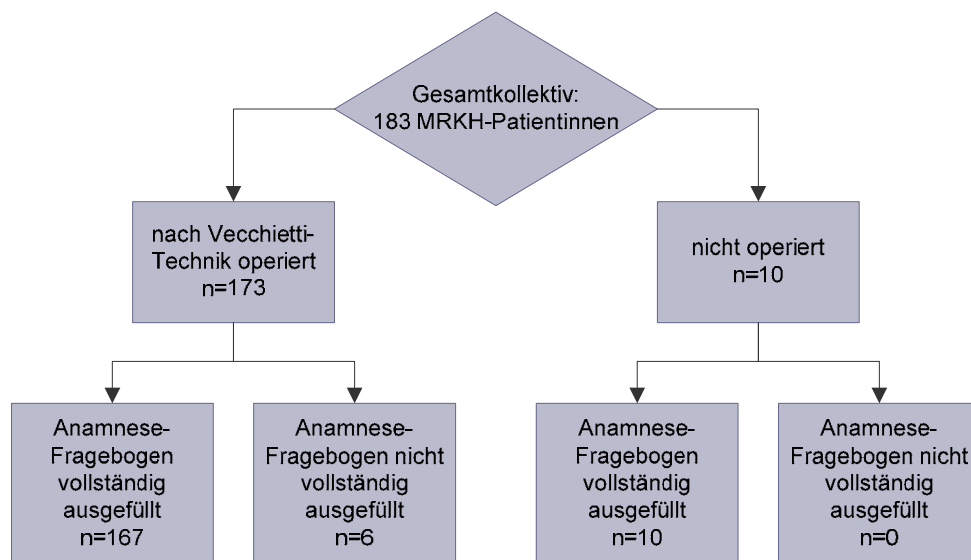 Gesamtkollektiv:
183 MRKH-Patientinnen
nach Vecchietti-
Technik operiert
n=173
nicht operiert
n=10
Anamnese-
Fragebogen
vollständig
ausgefüllt
n=167
Anamnese-
Fragebogen nicht
vollständig
ausgefüllt
n=6
Anamnese-
Fragebogen
vollständig
ausgefüllt
n=10
Anamnese-
Fragebogen nicht
vollständig
ausgefüllt
n=0